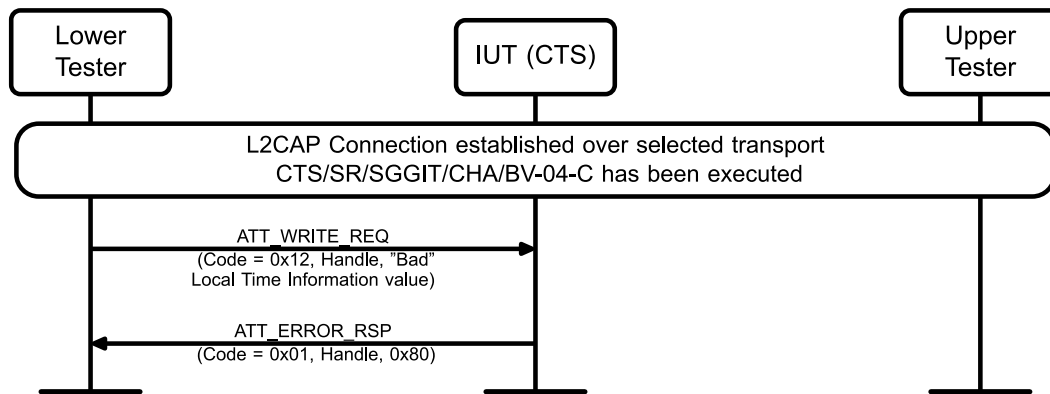 Lower
Tester
IUT (CTS)
Upper
Tester
L2CAP Connection established over selected transport
CTS/SR/SGGIT/CHA/BV-04-C has been executed
ATT_WRITE_REQ
(Code = 0x12, Handle, ”Bad”
Local Time Information value)
ATT_ERROR_RSP
(Code = 0x01, Handle, 0x80)